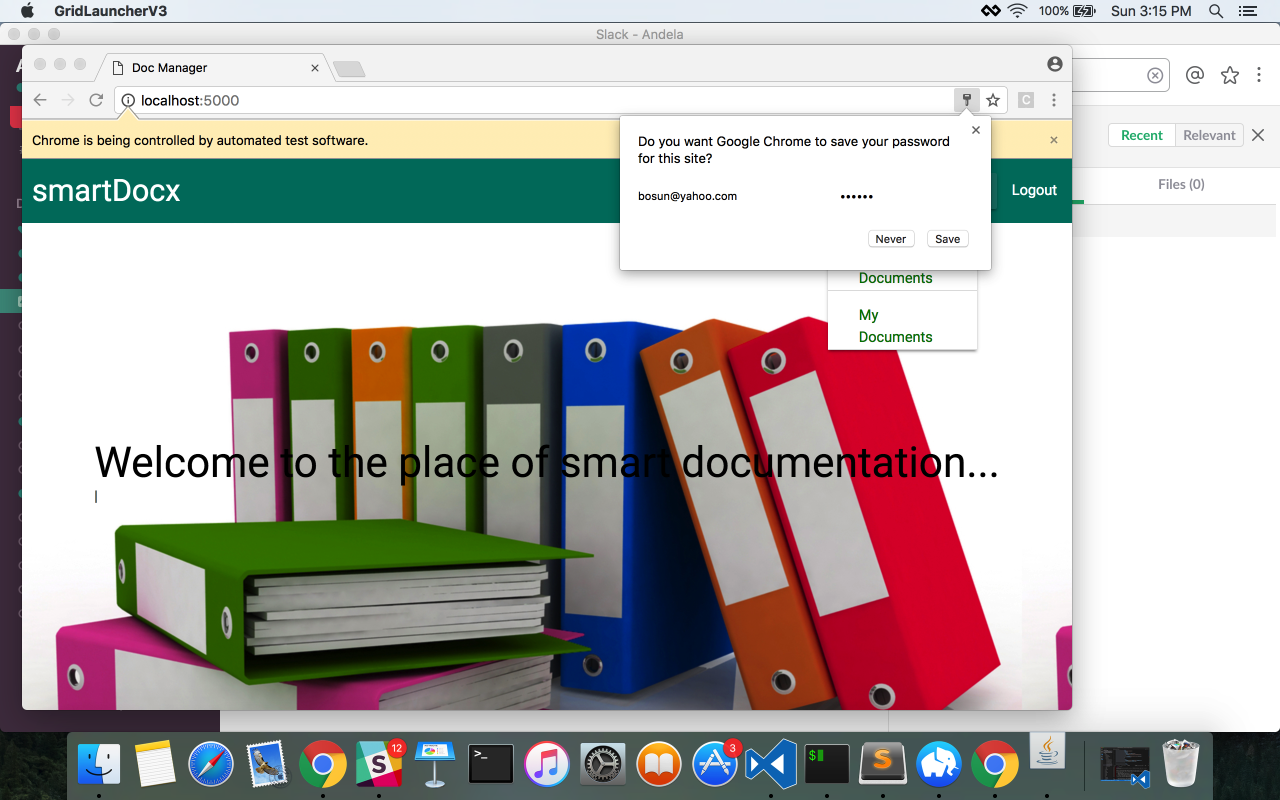 GridLauncherV3
100%
Sun 3:15 PM
Slack - Andela
Doc Manager
localhost:5000
C
Chrome is being controlled by automated test software.
Do you want Google Chrome to save your password
for this site?
bosun@yahoo.com
••••••
Never
Save
Recent
Relevant
Files (0)
smartDocx
Logout
Documents
My
Documents
Welcome to the place of smart documentation...
12
>_
3
$
S